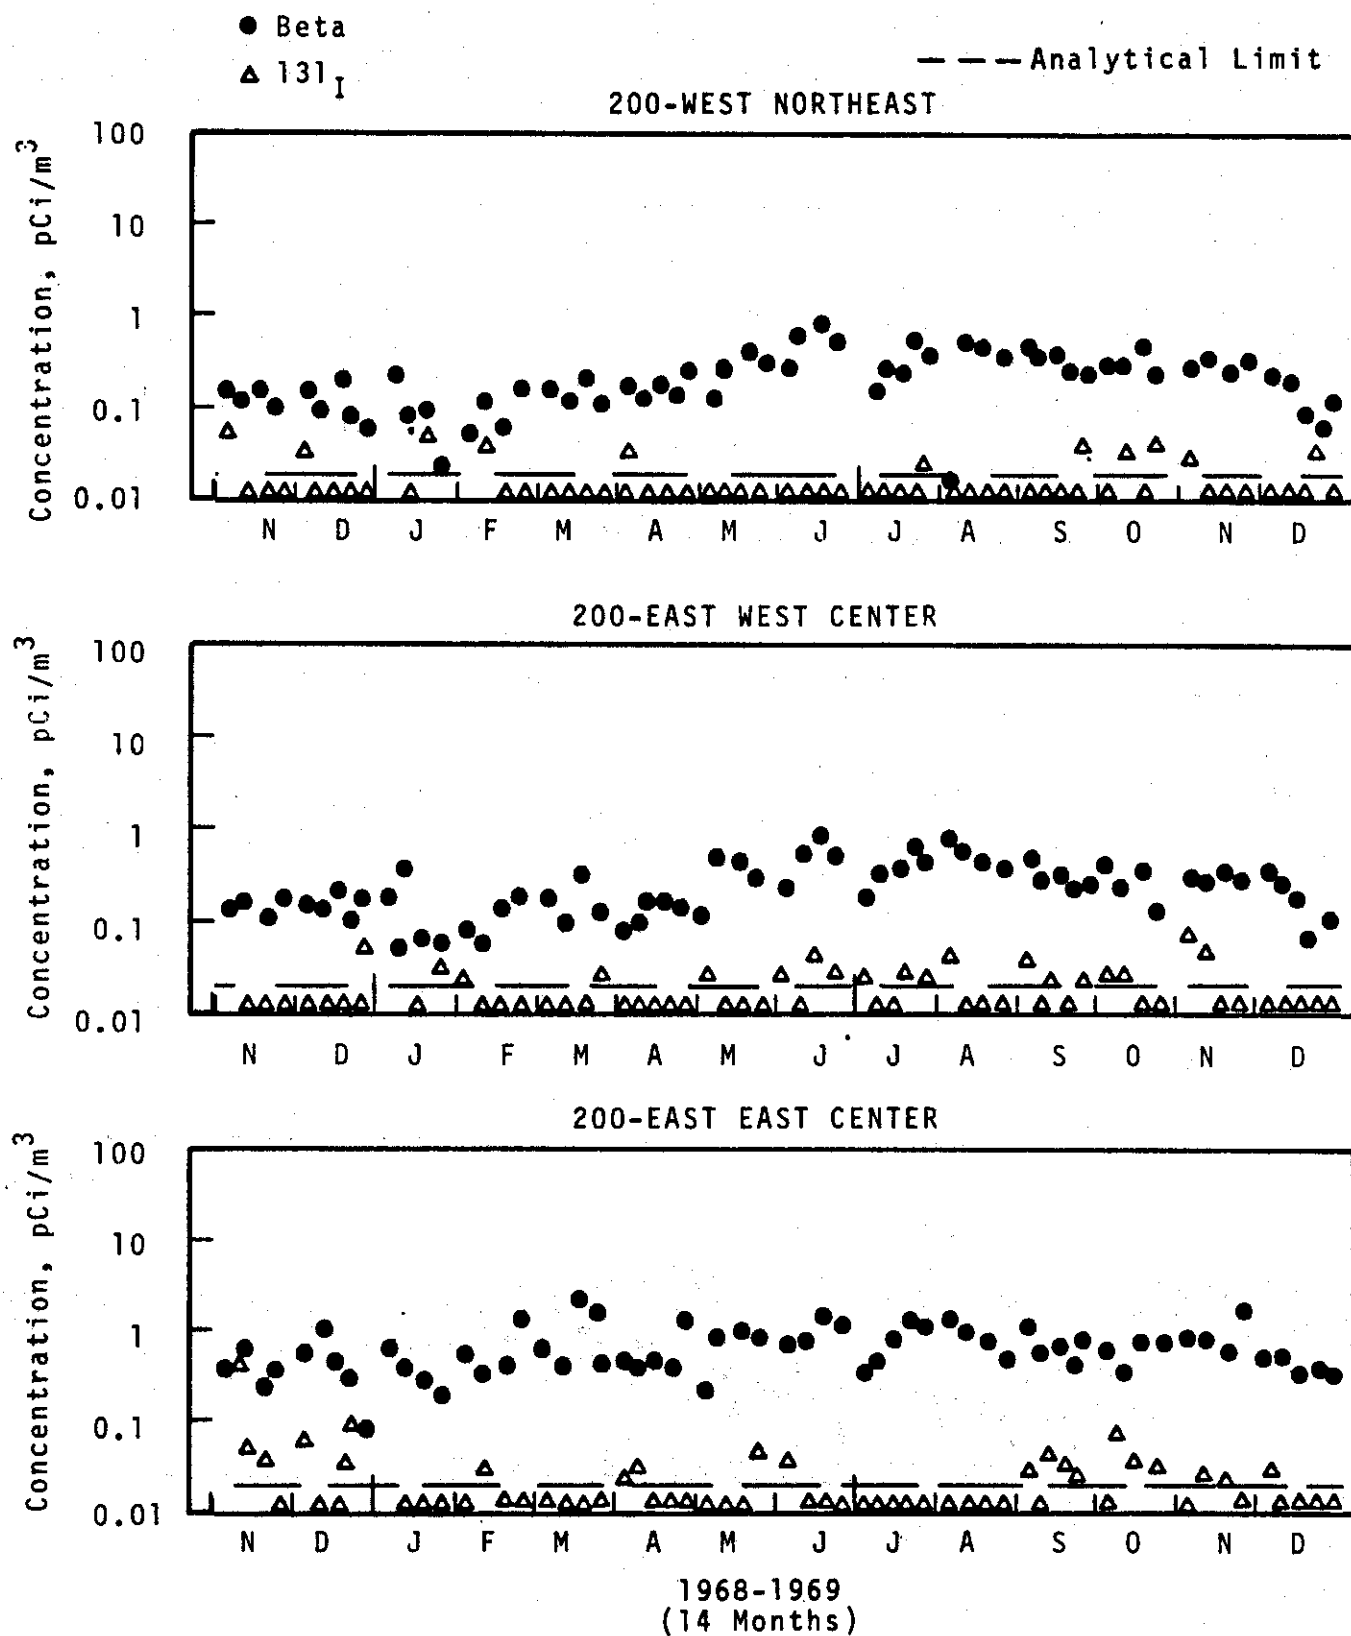 ● Beta
△ 131I
--- Analytical Limit
200-WEST NORTHEAST
Concentration, pCi/m³
100
10
1
0.1
0.01
N D J F M A M J J A S O N D
200-EAST WEST CENTER
Concentration, pCi/m³
100
10
1
0.1
0.01
N D J F M A M J J A S O N D
200-EAST EAST CENTER
Concentration, pCi/m³
100
10
1
0.1
0.01
N D J F M A M J J A S O N D
1968-1969
(14 Months)